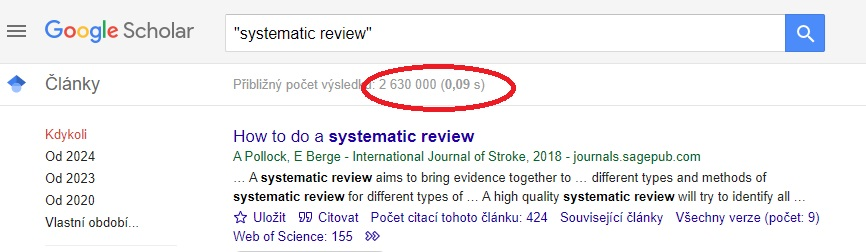 Google Scholar
"systematic review"
Články
Přibližný počet výsledků: 2 630 000 (0,09 s)
Kdykoli
Od 2024
Od 2023
Od 2020
Vlastní období...
How to do a systematic review
A Pollock, E Berge - International Journal of Stroke, 2018 - journals.sagepub.com
... A systematic review aims to bring evidence together to ... different types and methods of
systematic review for different types of ... A high quality systematic review will try to identify all ...
Uložit Citovat Počet citací tohoto článku: 424 Související články Všechny verze (počet: 9)
Web of Science: 155